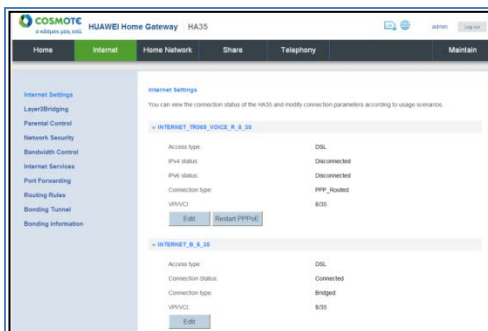 COSMOTE
ο κόσμος μας, εσύ
HUAWEI Home Gateway HA35
admin Log out
Home Internet Home Network Share Telephony Maintain
Internet Settings
Layer2Bridging
Parental Control
Network Security
Bandwidth Control
Internet Services
Port Forwarding
Routing Rules
Bonding Tunnel
Bonding Information
Internet Settings
You can view the connection status of the HA35 and modify connection parameters according to usage scenarios.
INTERNET_TR069_VOICE_R_8_35
Access type: DSL
IPv4 status: Disconnected
IPv6 status: Disconnected
Connection type: PPP_Routed
VPI/VCI: 8/35
Edit Restart PPPoE
INTERNET_B_8_35
Access type: DSL
Connection Status: Connected
Connection type: Bridged
VPI/VCI: 8/35
Edit